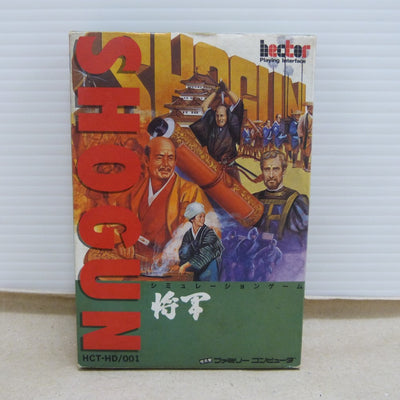 hector
Playing Interface
SHOGUN
SHOGUN
シミュレーションゲーム
将軍
HCT-HD/001
ファミリーコンピュータ